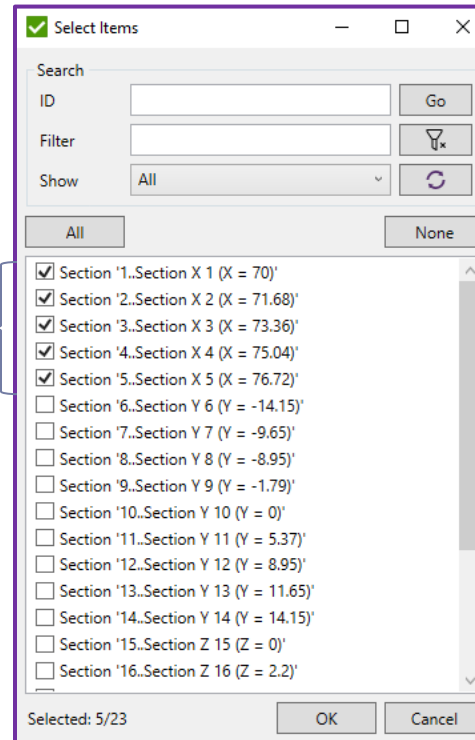 Select Items
Search
ID Go
Filter
Show All
All None
Section '1..Section X 1 (X = 70)'
Section '2..Section X 2 (X = 71.68)'
Section '3..Section X 3 (X = 73.36)'
Section '4..Section X 4 (X = 75.04)'
Section '5..Section X 5 (X = 76.72)'
Section '6..Section Y 6 (Y = -14.15)'
Section '7..Section Y 7 (Y = -9.65)'
Section '8..Section Y 8 (Y = -8.95)'
Section '9..Section Y 9 (Y = -1.79)'
Section '10..Section Y 10 (Y = 0)'
Section '11..Section Y 11 (Y = 5.37)'
Section '12..Section Y 12 (Y = 8.95)'
Section '13..Section Y 13 (Y = 11.65)'
Section '14..Section Y 14 (Y = 14.15)'
Section '15..Section Z 15 (Z = 0)'
Section '16..Section Z 16 (Z = 2.2)'
Selected: 5/23 OK Cancel